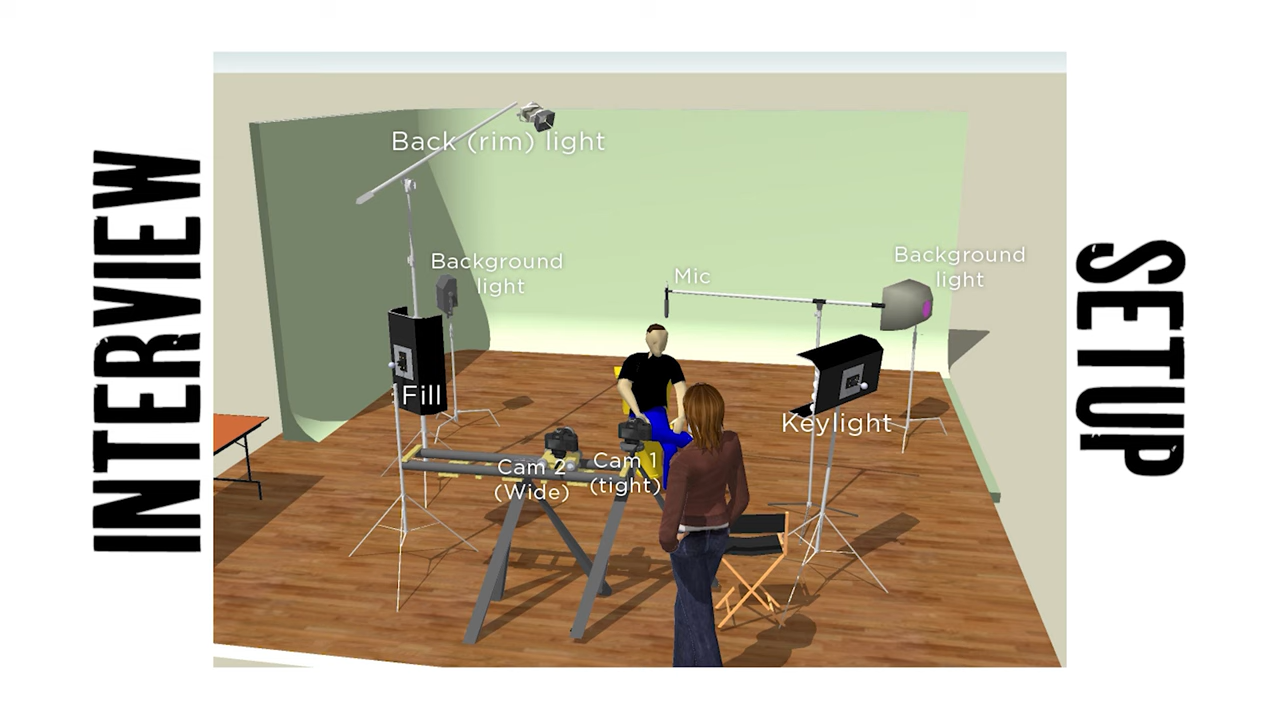 INTERVIEW
Back (rim) light
Background
light
Mic
Background
light
Fill
Keylight
Cam 2
(Wide)
Cam 1
(tight)
SETUP